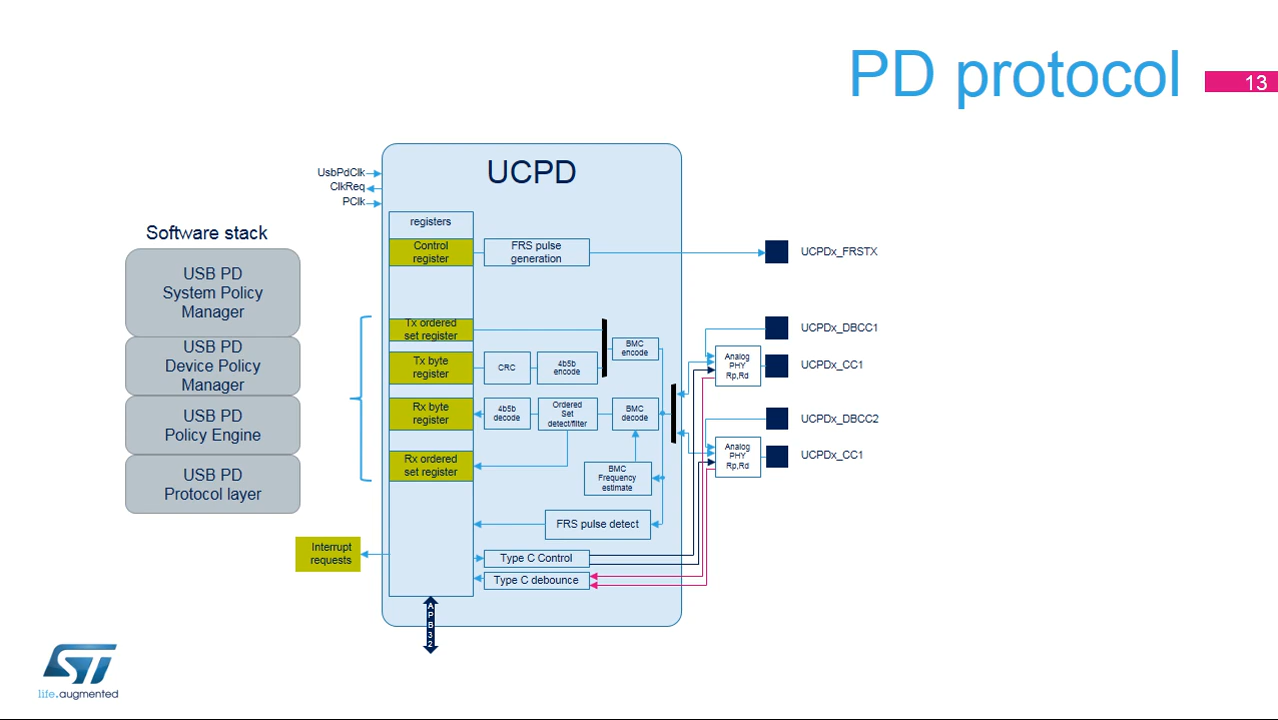 PD protocol
13
UCPD
UsbPdClk
ClkReq
PClk
registers
Software stack
Control
register
FRS pulse
generation
UCPDx_FRSTX
USB PD
System Policy
Manager
Tx ordered
set register
UCPDx_DBCC1
BMC
encode
USB PD
Device Policy
Manager
Tx byte
register
CRC
4b5b
encode
Analog
PHY
Rp,Rd
UCPDx_CC1
USB PD
Policy Engine
Rx byte
register
4b5b
decode
Ordered
Set
detect/filter
BMC
decode
UCPDx_DBCC2
Analog
PHY
Rp,Rd
UCPDx_CC1
USB PD
Protocol layer
Rx ordered
set register
BMC
Frequency
estimate
FRS pulse detect
Interrupt
requests
Type C Control
Type C debounce
A
P
B
3
2
ST
life.augmented